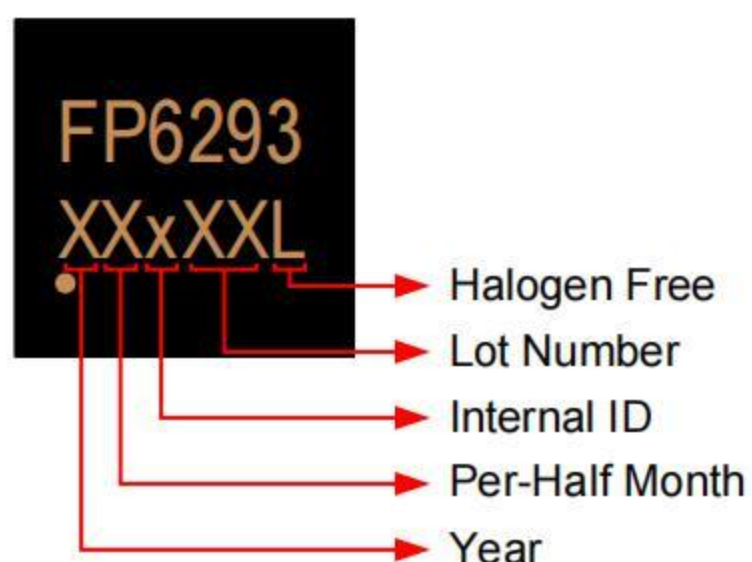 FP6293
XXxXXL
Halogen Free
Lot Number
Internal ID
Per-Half Month
Year